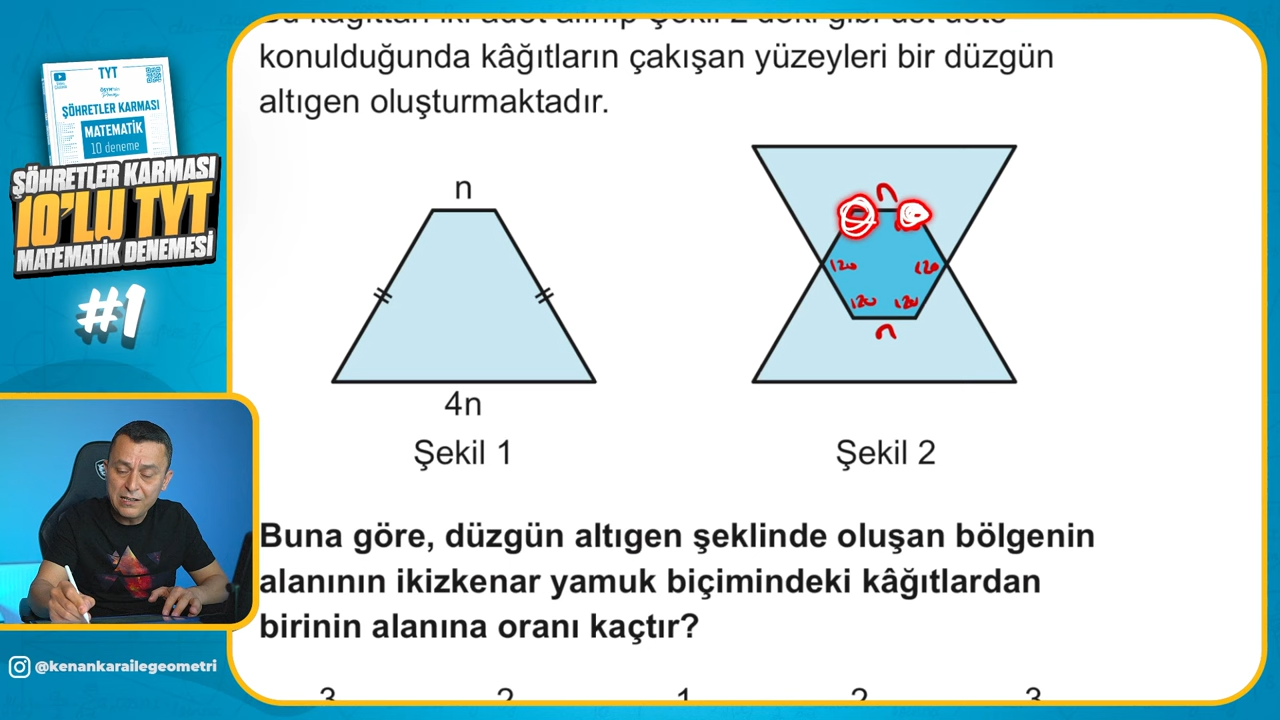 konulduğunda kâğıtların çakışan yüzeyleri bir düzgün
altıgen oluşturmaktadır.
TYT
ŞÖHRETLER KARMASI
MATEMATİK
10 deneme
ŞÖHRETLER KARMASI
10'LU TYT
MATEMATİK DENEMESİ
#1
n
4n
Şekil 1
n
120 120
120 120
n
Şekil 2
Buna göre, düzgün altıgen şeklinde oluşan bölgenin
alanının ikizkenar yamuk biçimindeki kâğıtlardan
birinin alanına oranı kaçtır?
@kenankarailegeometri